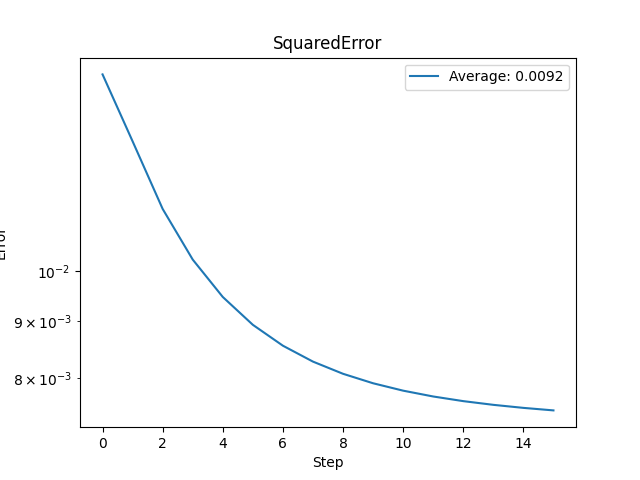 SquaredError
Average: 0.0092
Error
10⁻²
9 × 10⁻³
8 × 10⁻³
0 2 4 6 8 10 12 14
Step